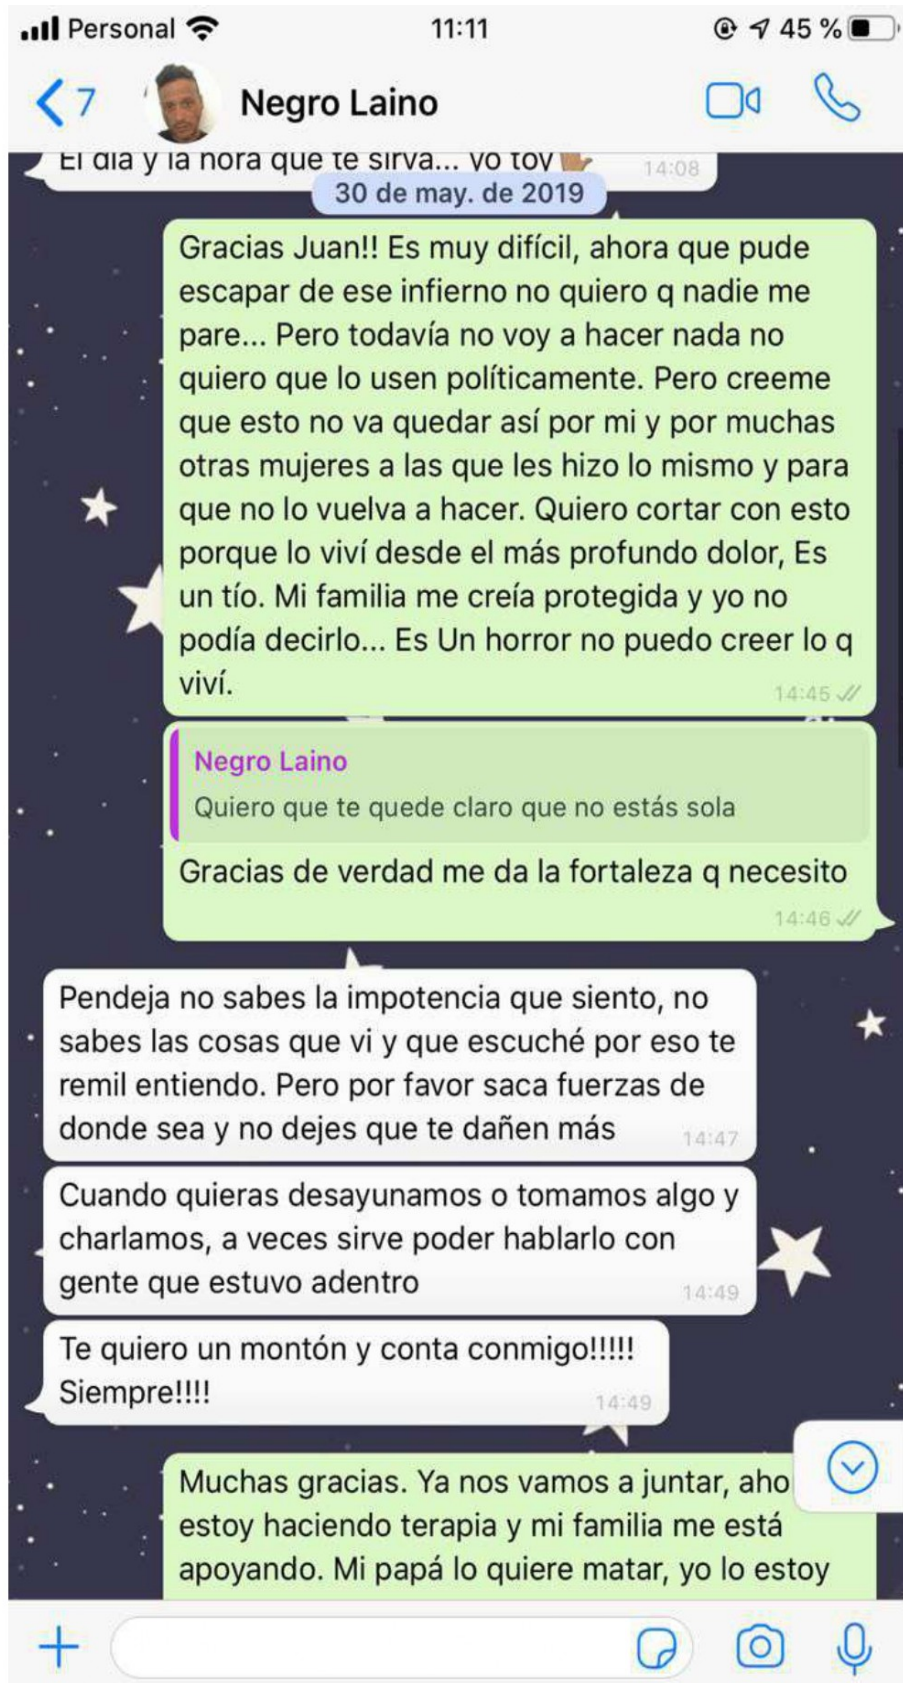 Personal
11:11
45 %
7
Negro Laino
El día y la hora que te sirva... yo toy
14:08
30 de may. de 2019
Gracias Juan!! Es muy difícil, ahora que pude
escapar de ese infierno no quiero q nadie me
pare... Pero todavía no voy a hacer nada no
quiero que lo usen políticamente. Pero creeme
que esto no va quedar así por mi y por muchas
otras mujeres a las que les hizo lo mismo y para
que no lo vuelva a hacer. Quiero cortar con esto
porque lo viví desde el más profundo dolor, Es
un tío. Mi familia me creía protegida y yo no
podía decirlo... Es Un horror no puedo creer lo q
viví.
14:45
Negro Laino
Quiero que te quede claro que no estás sola
Gracias de verdad me da la fortaleza q necesito
14:46
Pendeja no sabes la impotencia que siento, no
sabes las cosas que vi y que escuché por eso te
remil entiendo. Pero por favor saca fuerzas de
donde sea y no dejes que te dañen más
14:47
Cuando quieras desayunamos o tomamos algo y
charlamos, a veces sirve poder hablarlo con
gente que estuvo adentro
14:49
Te quiero un montón y conta conmigo!!!!!
Siempre!!!!
14:49
Muchas gracias. Ya nos vamos a juntar, aho
estoy haciendo terapia y mi familia me está
apoyando. Mi papá lo quiere matar, yo lo estoy